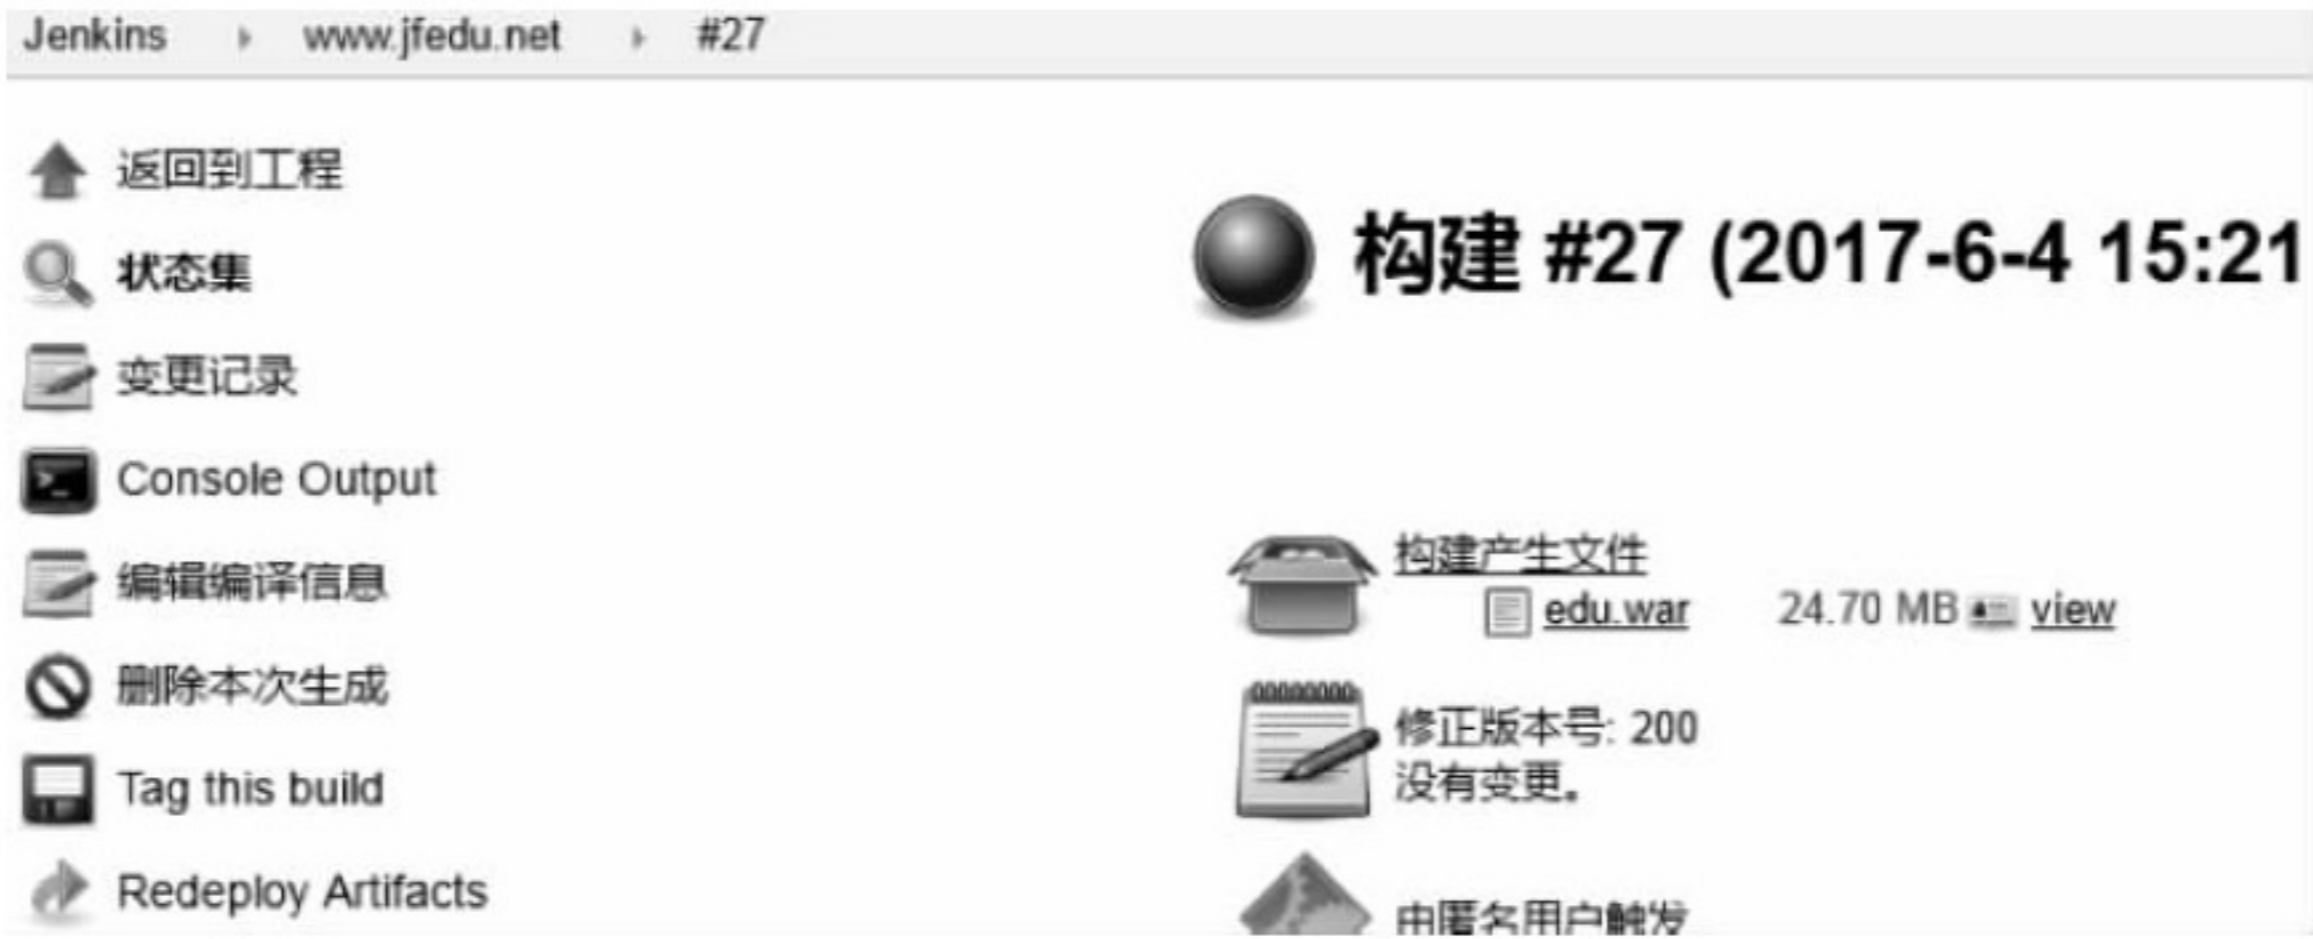 Jenkins www.jfedu.net #27
返回到工程
状态集
变更记录
Console Output
编辑编译信息
删除本次生成
Tag this build
Redeploy Artifacts
构建 #27 (2017-6-4 15:21
构建产生文件
edu.war 24.70 MB view
修正版本号: 200
没有变更。
由匿名用户触发